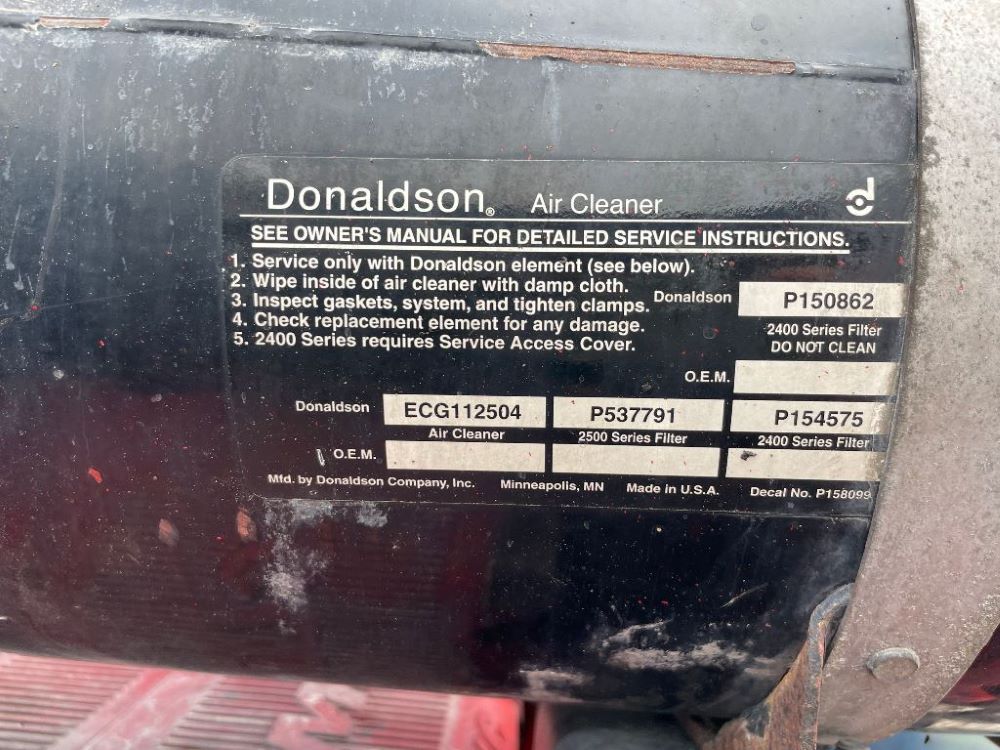 Donaldson® Air Cleaner
SEE OWNER'S MANUAL FOR DETAILED SERVICE INSTRUCTIONS.
1. Service only with Donaldson element (see below).
2. Wipe inside of air cleaner with damp cloth.
3. Inspect gaskets, system, and tighten clamps.
4. Check replacement element for any damage.
5. 2400 Series requires Service Access Cover.
Donaldson P150862
2400 Series Filter
DO NOT CLEAN
O.E.M.
Donaldson ECG112504 P537791 P154575
Air Cleaner 2500 Series Filter 2400 Series Filter
O.E.M.
Mfd. by Donaldson Company, Inc. Minneapolis, MN Made in U.S.A. Decal No. P158099